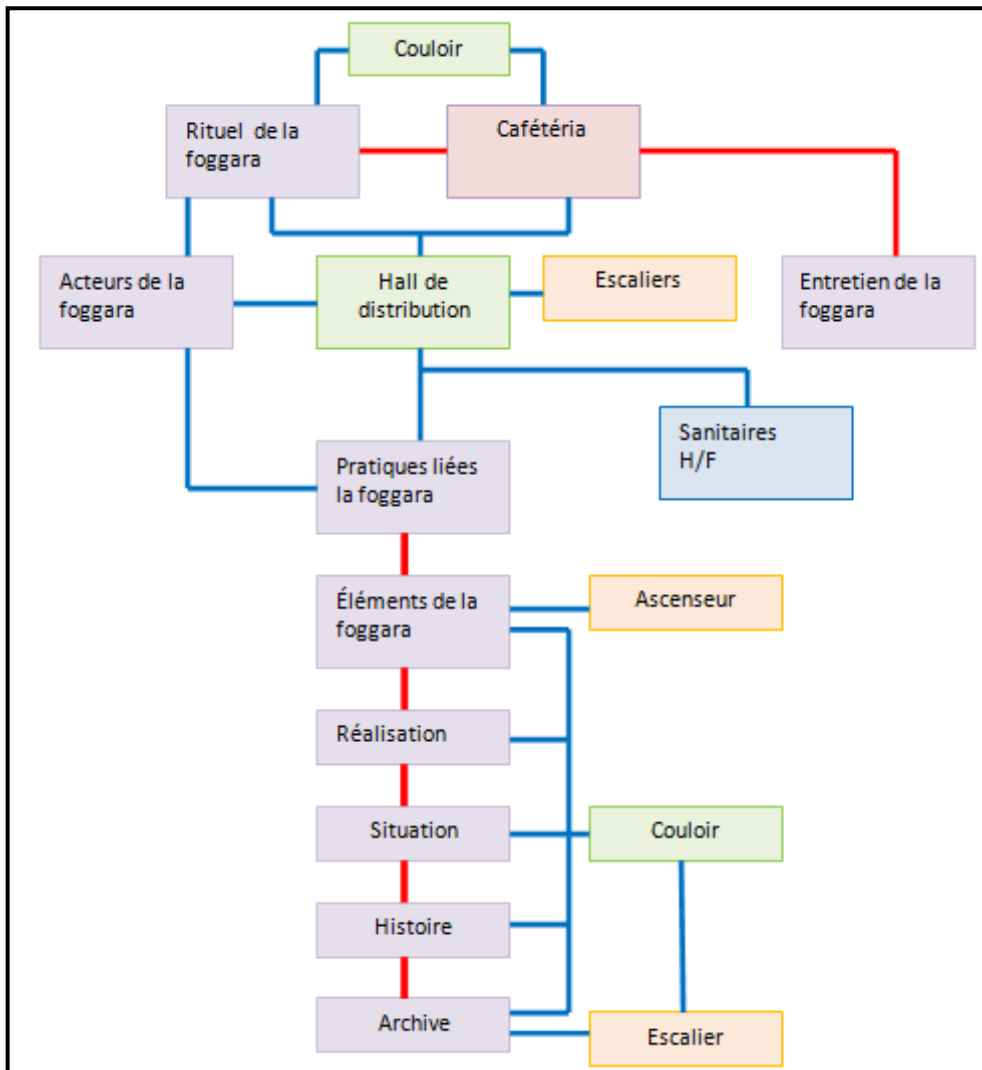 Couloir
Rituel de la
foggara
Cafétéria
Acteurs de la
foggara
Hall de
distribution
Escaliers
Entretien de la
foggara
Sanitaires
H/F
Pratiques liées
la foggara
Éléments de la
foggara
Ascenseur
Réalisation
Situation
Couloir
Histoire
Archive
Escalier